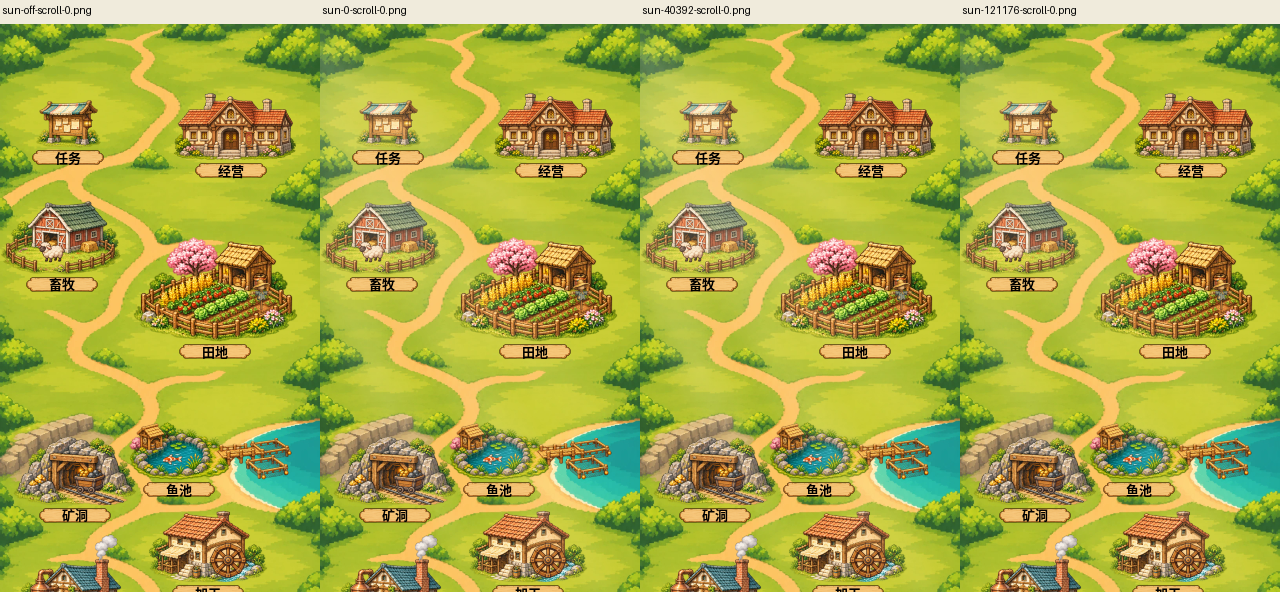 sun-off-scroll-0.png
sun-0-scroll-0.png
sun-40392-scroll-0.png
sun-121176-scroll-0.png
任务
经营
任务
经营
任务
经营
任务
经营
畜牧
田地
畜牧
田地
畜牧
田地
畜牧
田地
鱼池
矿洞
鱼池
矿洞
鱼池
矿洞
鱼池
矿洞